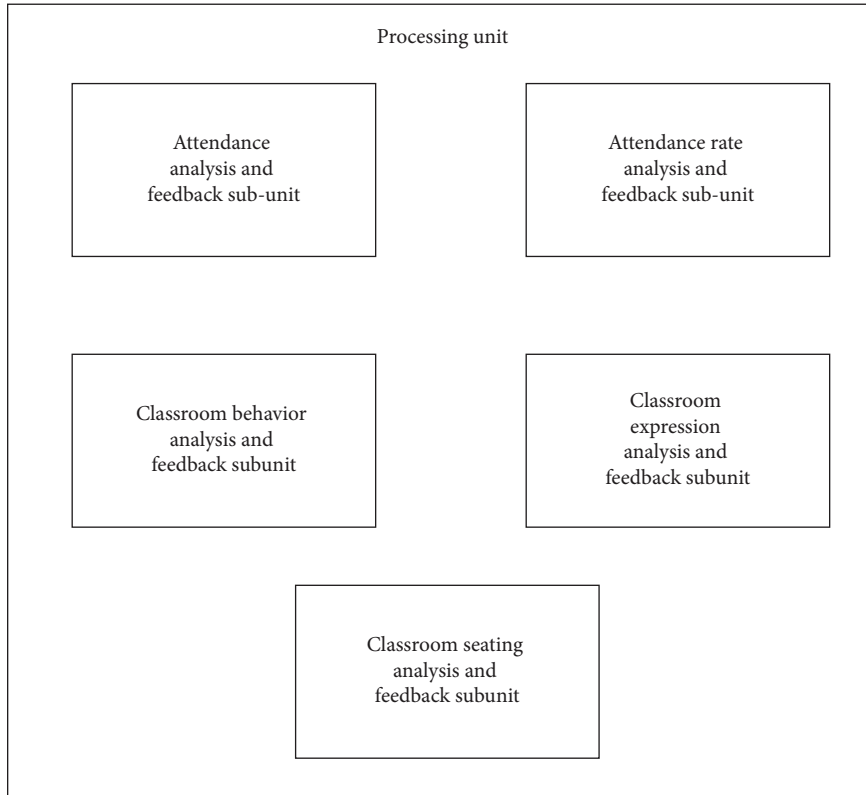 Processing unit
Attendance
analysis and
feedback sub-unit
Attendance rate
analysis and
feedback sub-unit
Classroom behavior
analysis and
feedback subunit
Classroom
expression
analysis and
feedback subunit
Classroom seating
analysis and
feedback subunit